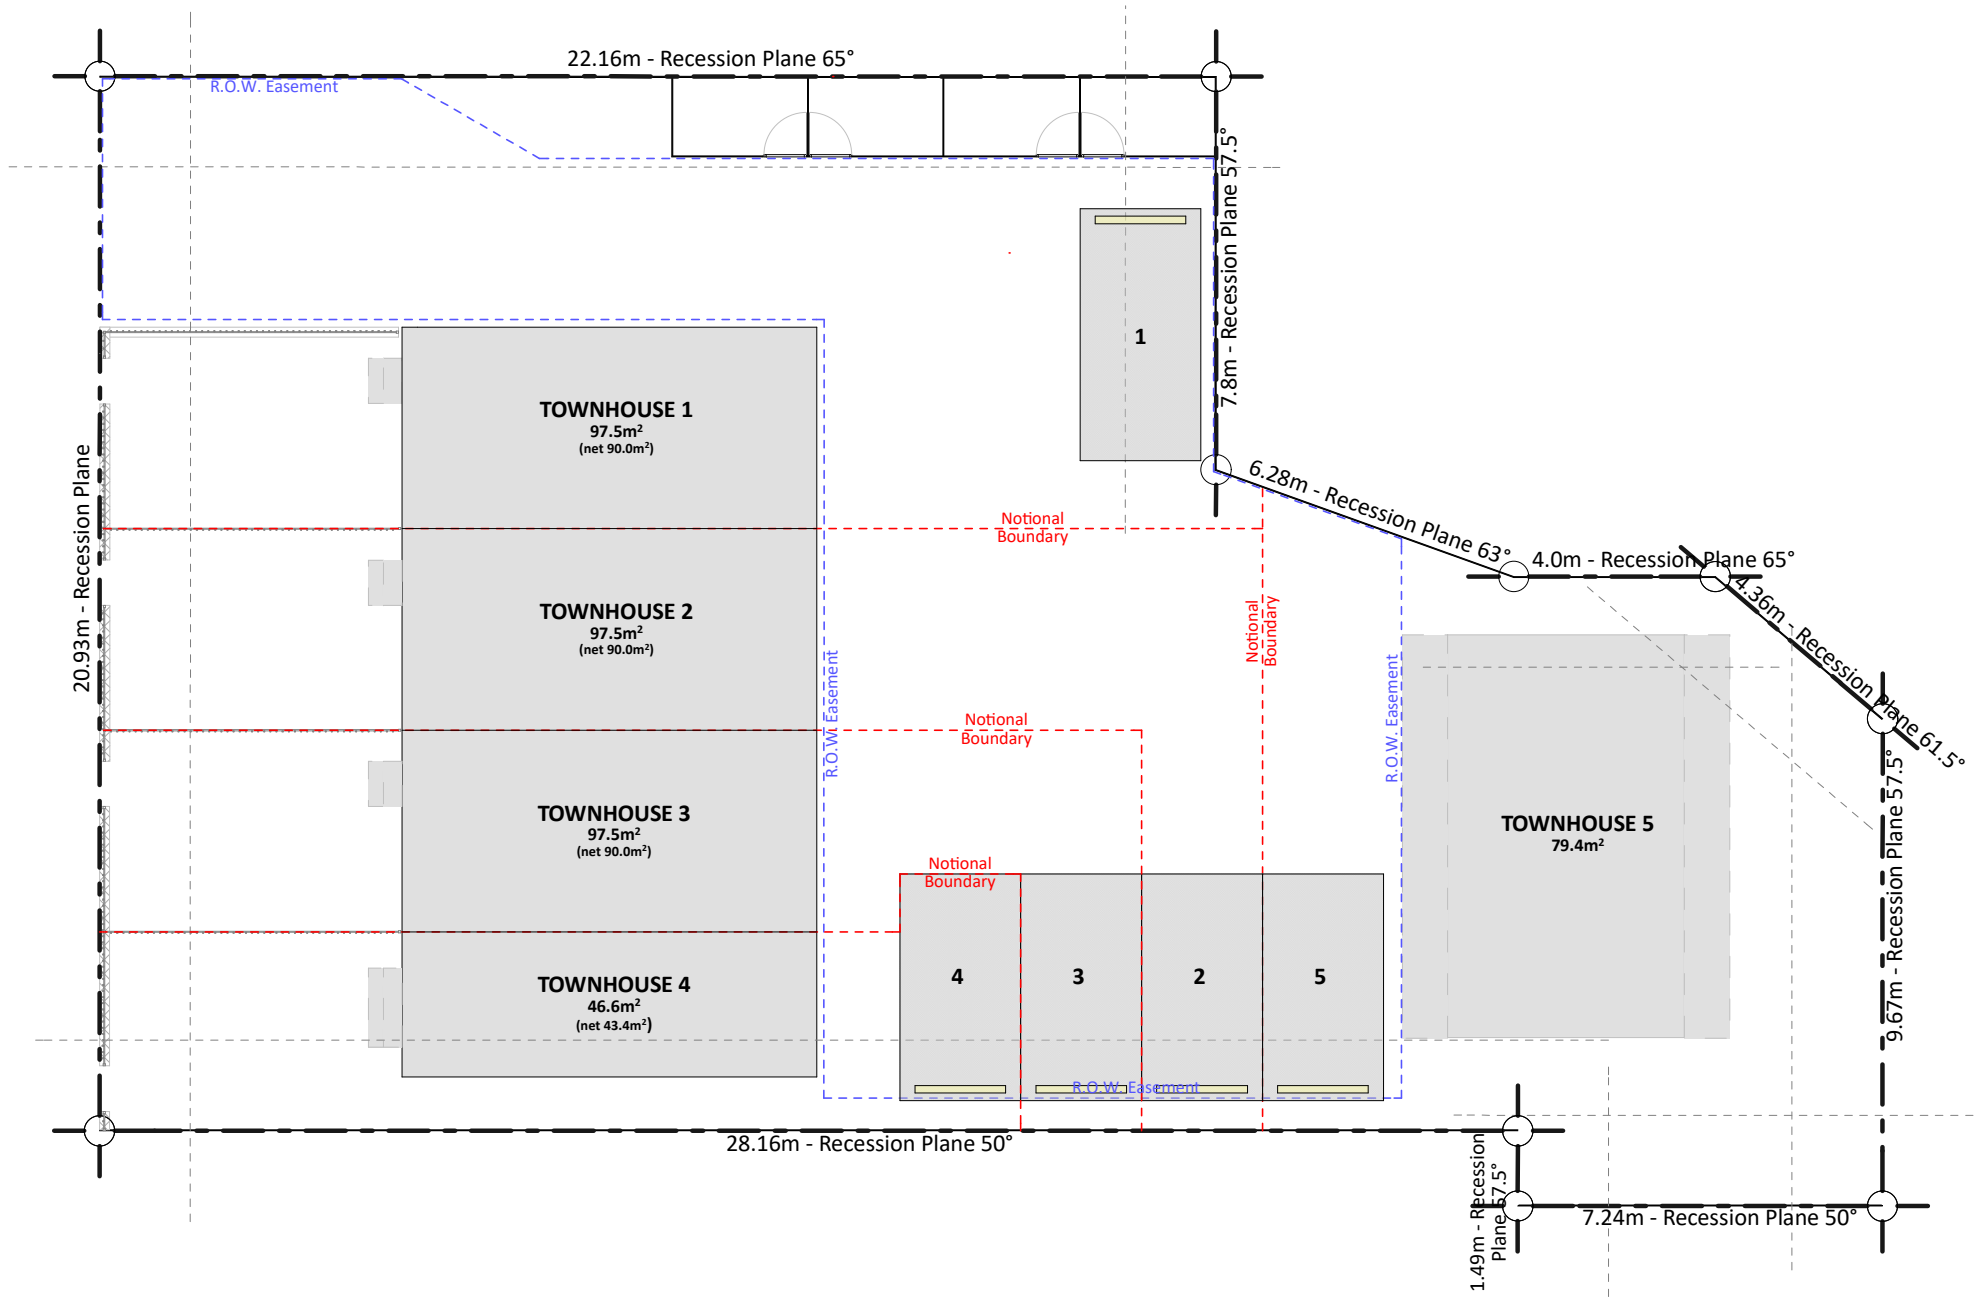 22.16m - Recession Plane 65°
R.O.W. Easement
7.8m - Recession Plane 57.5°
1
TOWNHOUSE 1
97.5m²
(net 90.0m²)
20.93m - Recession Plane
6.28m - Recession Plane 63°
Notional
Boundary
4.0m - Recession Plane 65°
4.36m - Recession Plane 61.5°
TOWNHOUSE 2
97.5m²
(net 90.0m²)
Notional
Boundary
R.O.W. Easement
R.O.W. Easement
Notional
Boundary
TOWNHOUSE 3
97.5m²
(net 90.0m²)
TOWNHOUSE 5
79.4m²
9.67m - Recession Plane 57.5°
Notional
Boundary
TOWNHOUSE 4
46.6m²
(net 43.4m²)
4
3
2
5
R.O.W. Easement
28.16m - Recession Plane 50°
1.49m - Recession
Plane 57.5°
7.24m - Recession Plane 50°